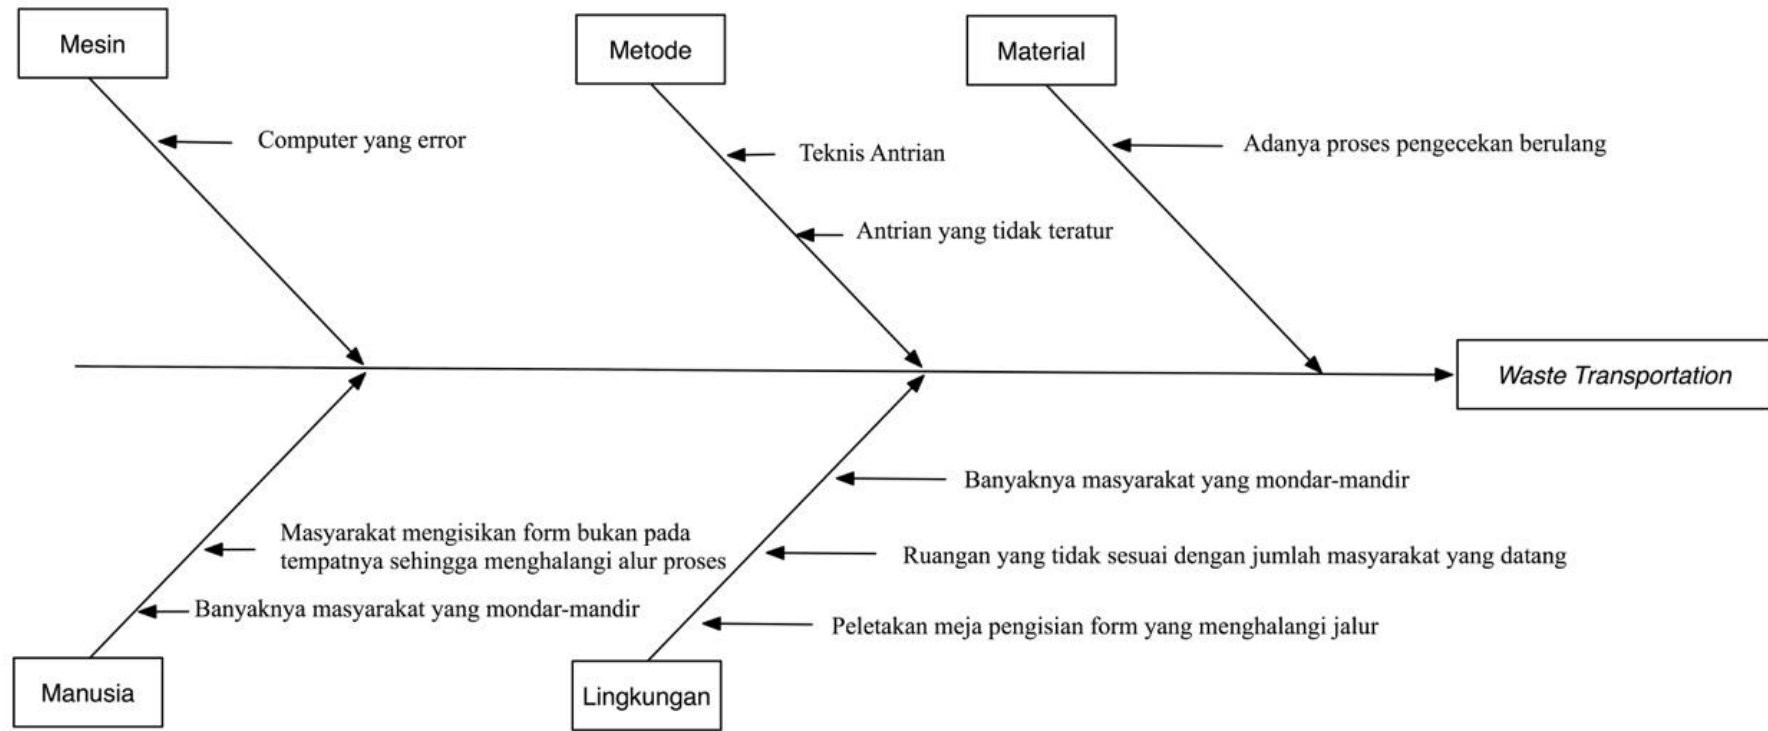 Mesin
Metode
Material
Computer yang error
Teknis Antrian
Adanya proses pengecekan berulang
Antrian yang tidak teratur
Waste Transportation
Banyaknya masyarakat yang mondar-mandir
Masyarakat mengisikan form bukan pada
tempatnya sehingga menghalangi alur proses
Ruangan yang tidak sesuai dengan jumlah masyarakat yang datang
Banyaknya masyarakat yang mondar-mandir
Peletakan meja pengisian form yang menghalangi jalur
Manusia
Lingkungan